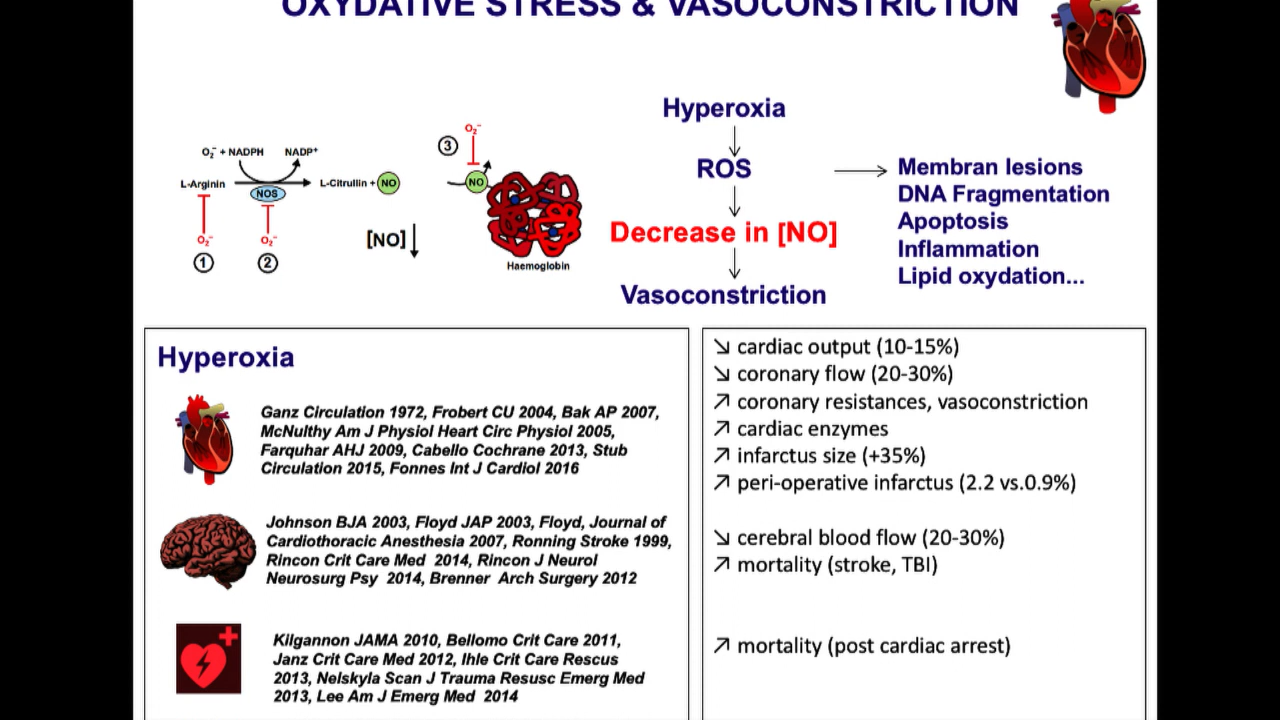 OXYDATIVE STRESS & VASOCONSTRICTION
O₂⁻ + NADPH NADP⁺
L-Arginin NOS L-Citrullin + NO
O₂⁻ O₂⁻
1 2
[NO]
3 O₂⁻
NO
Haemoglobin
Hyperoxia
ROS
Decrease in [NO]
Vasoconstriction
Membran lesions
DNA Fragmentation
Apoptosis
Inflammation
Lipid oxydation...
Hyperoxia
Ganz Circulation 1972, Frobert CU 2004, Bak AP 2007,
McNulthy Am J Physiol Heart Circ Physiol 2005,
Farquhar AHJ 2009, Cabello Cochrane 2013, Stub
Circulation 2015, Fonnes Int J Cardiol 2016
Johnson BJA 2003, Floyd JAP 2003, Floyd, Journal of
Cardiothoracic Anesthesia 2007, Ronning Stroke 1999,
Rincon Crit Care Med 2014, Rincon J Neurol
Neurosurg Psy 2014, Brenner Arch Surgery 2012
Kilgannon JAMA 2010, Bellomo Crit Care 2011,
Janz Crit Care Med 2012, Ihle Crit Care Rescus
2013, Nelskyla Scan J Trauma Resusc Emerg Med
2013, Lee Am J Emerg Med 2014
↘ cardiac output (10-15%)
↘ coronary flow (20-30%)
↗ coronary resistances, vasoconstriction
↗ cardiac enzymes
↗ infarctus size (+35%)
↗ peri-operative infarctus (2.2 vs.0.9%)
↘ cerebral blood flow (20-30%)
↗ mortality (stroke, TBI)
↗ mortality (post cardiac arrest)